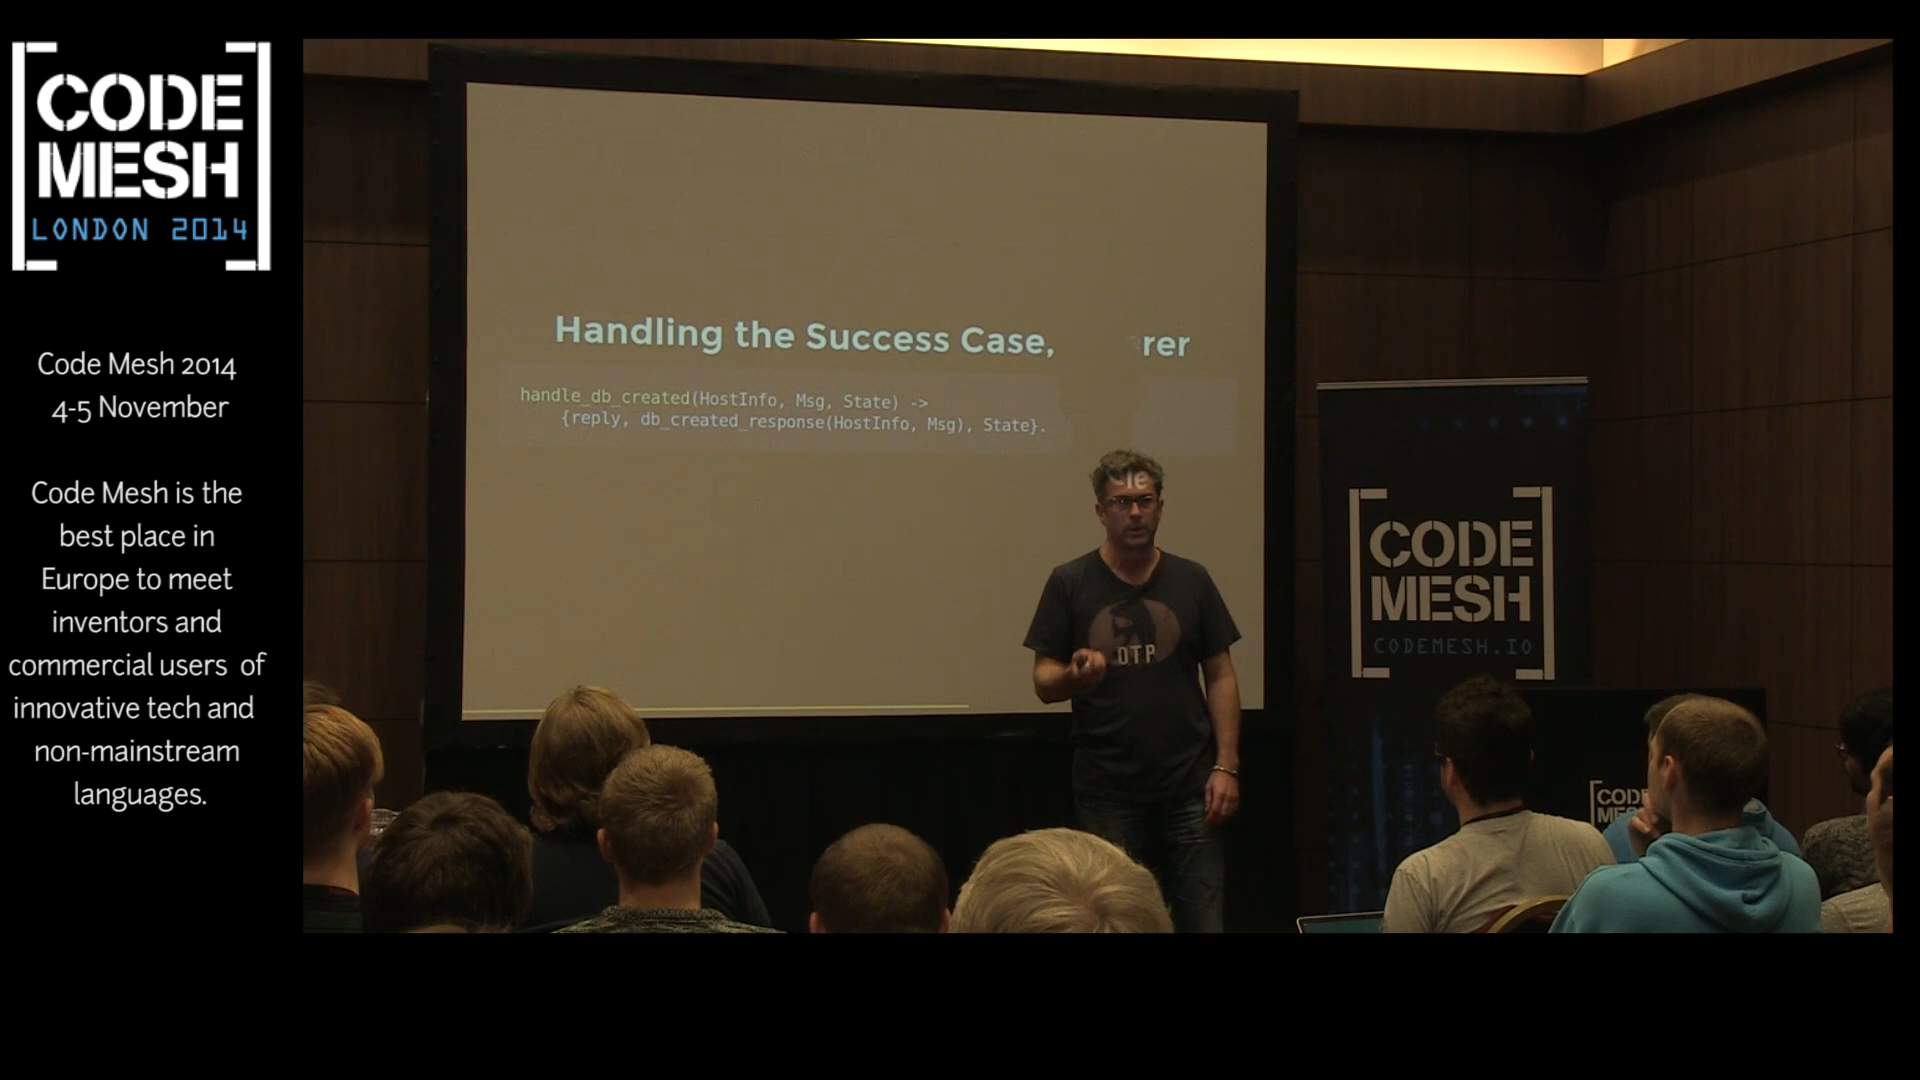 CODE
MESH
LONDON 2014
Code Mesh 2014
4-5 November
Code Mesh is the
best place in
Europe to meet
inventors and
commercial users of
innovative tech and
non-mainstream
languages.
Handling the Success Case, rer
handle_db_created(HostInfo, Msg, State) ->
{reply, db_created_response(HostInfo, Msg), State}.
OTP
CODE
MESH
CODEMESH.IO